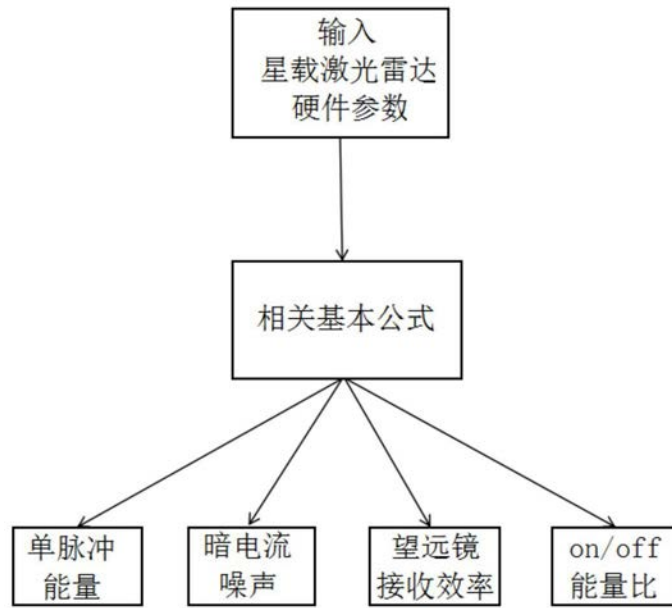 输入
星载激光雷达
硬件参数
相关基本公式
单脉冲
能量
暗电流
噪声
望远镜
接收效率
on/off
能量比